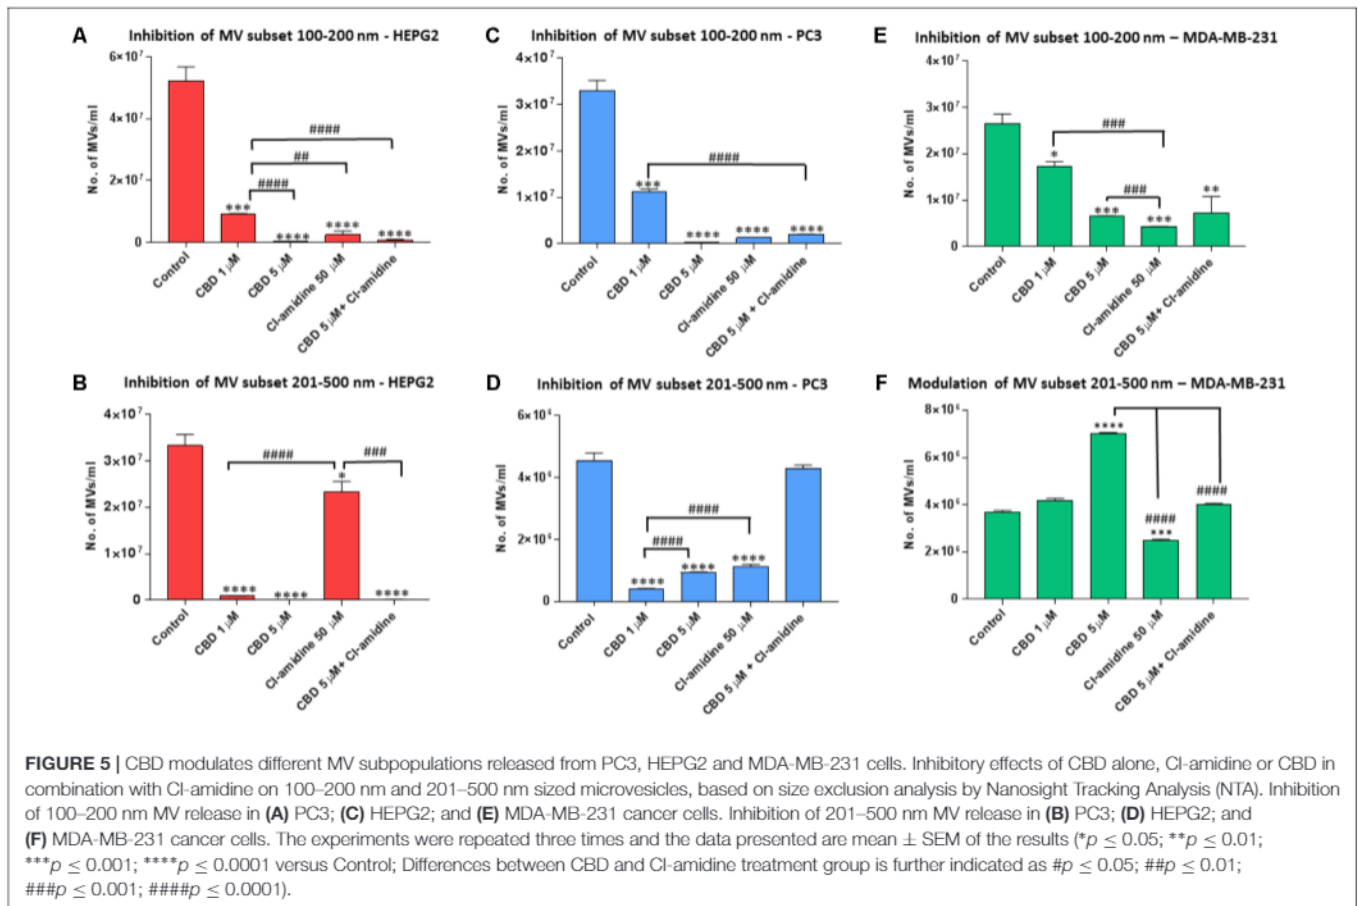 A Inhibition of MV subset 100-200 nm - HEPG2
No. of MVs/ml
6×10⁷
4×10⁷
2×10⁷
0
***
####
****
##
****
####
****
Control
CBD 1 μM
CBD 5 μM
Cl-amidine 50 μM
CBD 5 μM+ Cl-amidine
C Inhibition of MV subset 100-200 nm - PC3
No. of MVs/ml
4×10⁷
3×10⁷
2×10⁷
1×10⁷
0
***
####
****
****
****
Control
CBD 1 μM
CBD 5 μM
Cl-amidine 50 μM
CBD 5 μM + Cl-amidine
E Inhibition of MV subset 100-200 nm – MDA-MB-231
No. of MVs/ml
4×10⁷
3×10⁷
2×10⁷
1×10⁷
0
###
*
###
***
***
**
Control
CBD 1 μM
CBD 5 μM
Cl-amidine 50 μM
CBD 5 μM+ Cl-amidine
B Inhibition of MV subset 201-500 nm - HEPG2
No. of MVs/ml
4×10⁷
3×10⁷
2×10⁷
1×10⁷
0
####
###
*
****
****
****
Control
CBD 1 μM
CBD 5 μM
Cl-amidine 50 μM
CBD 5 μM+ Cl-amidine
D Inhibition of MV subset 201-500 nm - PC3
No. of MVs/ml
6×10⁶
4×10⁶
2×10⁶
0
####
####
****
****
****
Control
CBD 1 μM
CBD 5 μM
Cl-amidine 50 μM
CBD 5 μM + Cl-amidine
F Modulation of MV subset 201-500 nm – MDA-MB-231
No. of MVs/ml
8×10⁶
6×10⁶
4×10⁶
2×10⁶
0
****
####
***
####
Control
CBD 1 μM
CBD 5 μM
Cl-amidine 50 μM
CBD 5 μM+ Cl-amidine
FIGURE 5 | CBD modulates different MV subpopulations released from PC3, HEPG2 and MDA-MB-231 cells. Inhibitory effects of CBD alone, Cl-amidine or CBD in
combination with Cl-amidine on 100–200 nm and 201–500 nm sized microvesicles, based on size exclusion analysis by Nanosight Tracking Analysis (NTA). Inhibition
of 100–200 nm MV release in (A) PC3; (C) HEPG2; and (E) MDA-MB-231 cancer cells. Inhibition of 201–500 nm MV release in (B) PC3; (D) HEPG2; and
(F) MDA-MB-231 cancer cells. The experiments were repeated three times and the data presented are mean ± SEM of the results (*p ≤ 0.05; **p ≤ 0.01;
***p ≤ 0.001; ****p ≤ 0.0001 versus Control; Differences between CBD and Cl-amidine treatment group is further indicated as #p ≤ 0.05; ##p ≤ 0.01;
###p ≤ 0.001; ####p ≤ 0.0001).